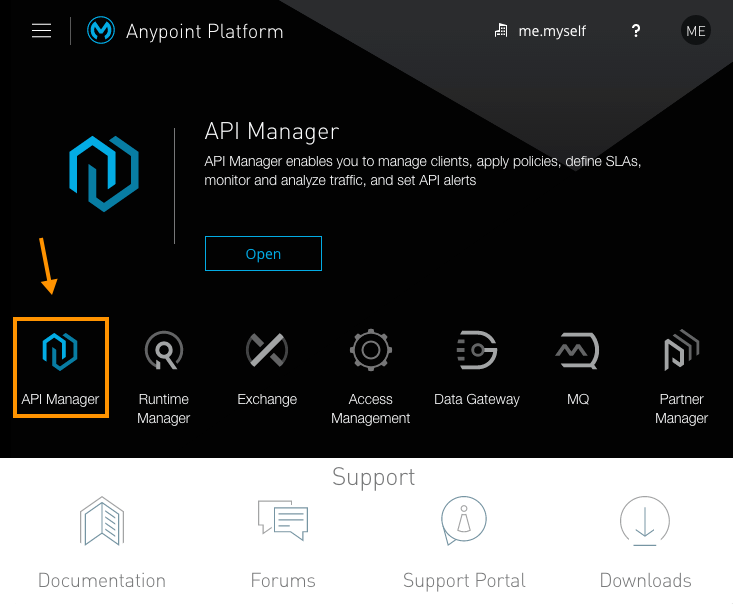 Anypoint Platform
me.myself
?
ME
API Manager
API Manager enables you to manage clients, apply policies, define SLAs,
monitor and analyze traffic, and set API alerts
Open
API Manager
Runtime
Manager
Exchange
Access
Management
Data Gateway
MQ
Partner
Manager
Support
Documentation
Forums
Support Portal
Downloads